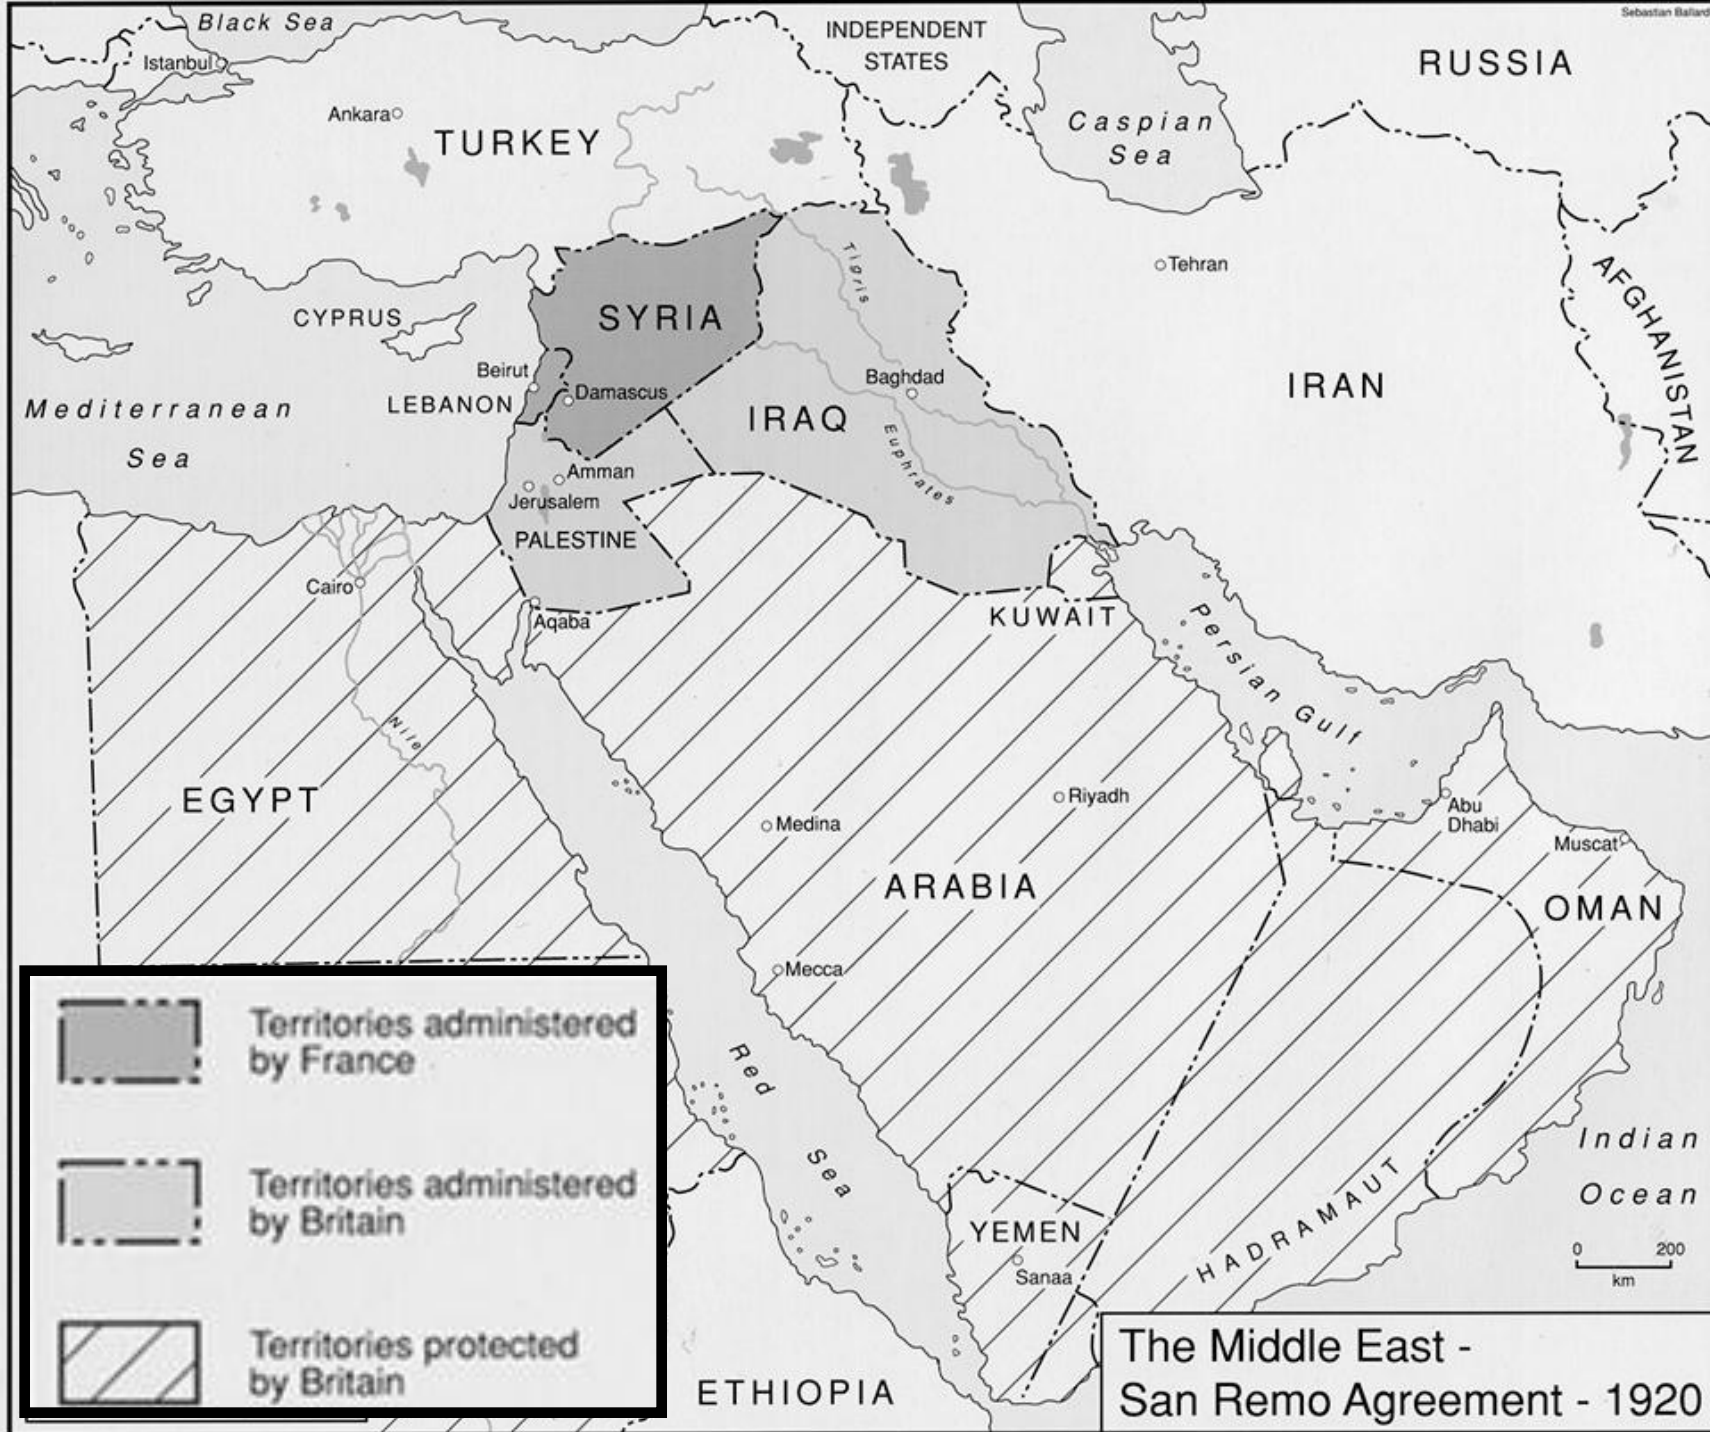 Sebastian Ballard
Black Sea
Istanbul
INDEPENDENT
STATES
RUSSIA
Ankara
TURKEY
Caspian
Sea
Tehran
AFGHANISTAN
Tigris
CYPRUS
SYRIA
Beirut
Damascus
Baghdad
IRAN
LEBANON
IRAQ
Mediterranean
Sea
Euphrates
Amman
Jerusalem
PALESTINE
Cairo
Aqaba
KUWAIT
Persian Gulf
Nile
EGYPT
Riyadh
Medina
Abu
Dhabi
Muscat
ARABIA
OMAN
Mecca
Red
Sea
Indian
Ocean
HADRAMAUT
YEMEN
Sanaa
0 200
km
ETHIOPIA
Territories administered
by France
Territories administered
by Britain
Territories protected
by Britain
The Middle East -
San Remo Agreement - 1920